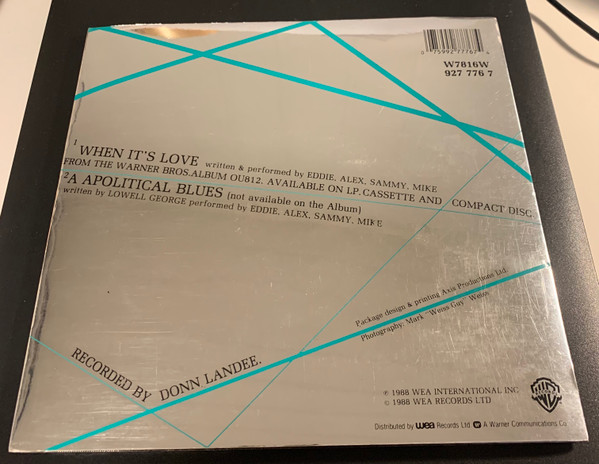 75992 77767
W7816W
927 776 7
1 WHEN IT'S LOVE written & performed by EDDIE, ALEX, SAMMY, MIKE
FROM THE WARNER BROS.ALBUM OU812. AVAILABLE ON LP. CASSETTE AND COMPACT DISC
2 A APOLITICAL BLUES (not available on the Album)
written by LOWELL GEORGE performed by EDDIE, ALEX, SAMMY, MIKE
Package design & printing Axis Productions Ltd.
Photography: Mark "Weiss Guy" Weiss
RECORDED BY DONN LANDEE.
℗ 1988 WEA INTERNATIONAL INC
© 1988 WEA RECORDS LTD
Distributed by wea Records Ltd A Warner Communications Co